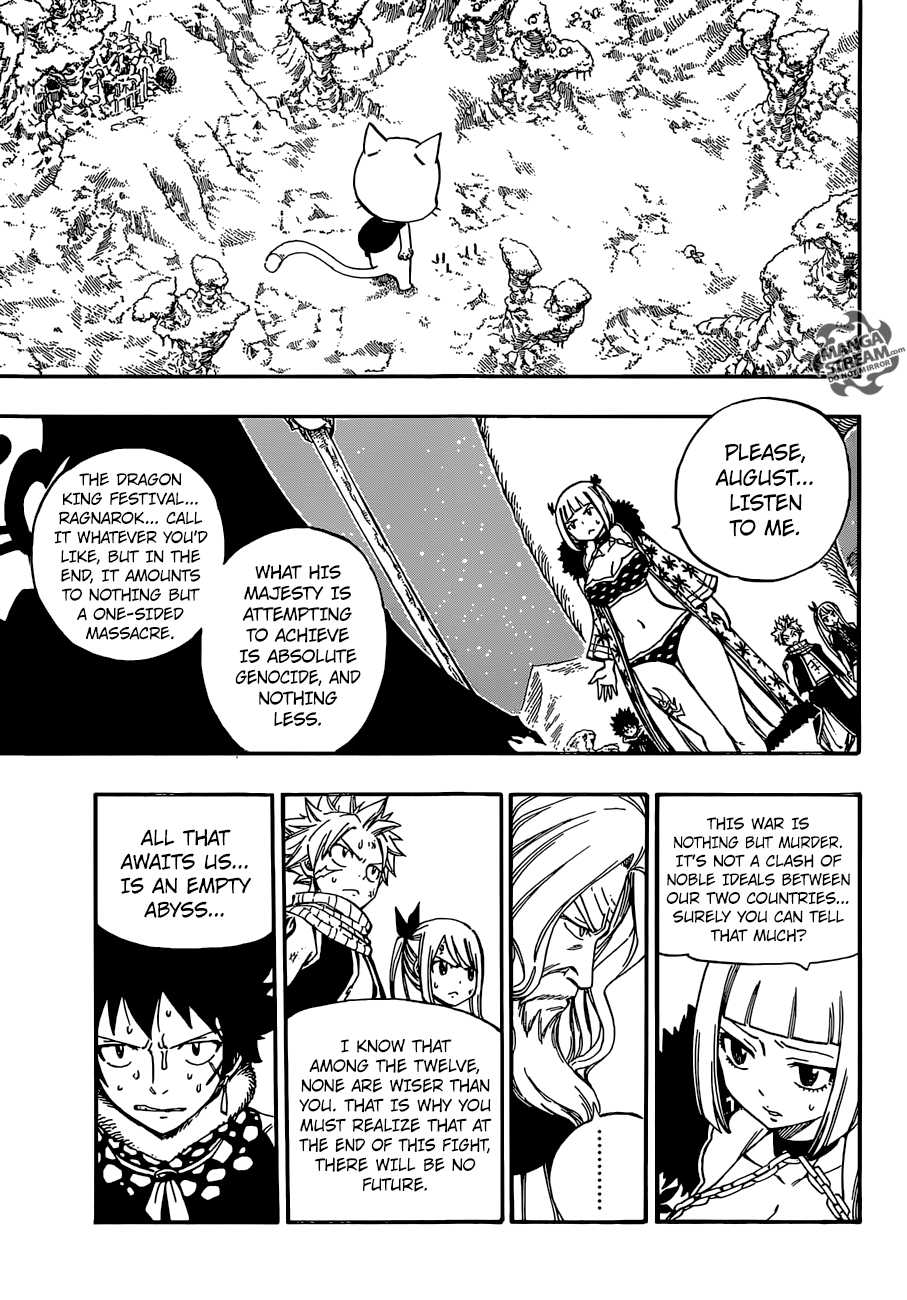 MANGA
STREAM.com
DO NOT MIRROR
PLEASE,
AUGUST...
LISTEN
TO ME.
WHAT HIS
MAJESTY IS
ATTEMPTING
TO ACHIEVE
IS ABSOLUTE
GENOCIDE, AND
NOTHING
LESS.
THE DRAGON
KING FESTIVAL...
RAGNAROK... CALL
IT WHATEVER YOU'D
LIKE, BUT IN THE
END, IT AMOUNTS
TO NOTHING BUT
A ONE-SIDED
MASSACRE.
THIS WAR IS
NOTHING BUT MURDER.
IT'S NOT A CLASH OF
NOBLE IDEALS BETWEEN
OUR TWO COUNTRIES...
SURELY YOU CAN TELL
THAT MUCH?
..........
I KNOW THAT
AMONG THE TWELVE,
NONE ARE WISER THAN
YOU. THAT IS WHY YOU
MUST REALIZE THAT AT
THE END OF THIS FIGHT,
THERE WILL BE NO
FUTURE.
ALL THAT
AWAITS US...
IS AN EMPTY
ABYSS...